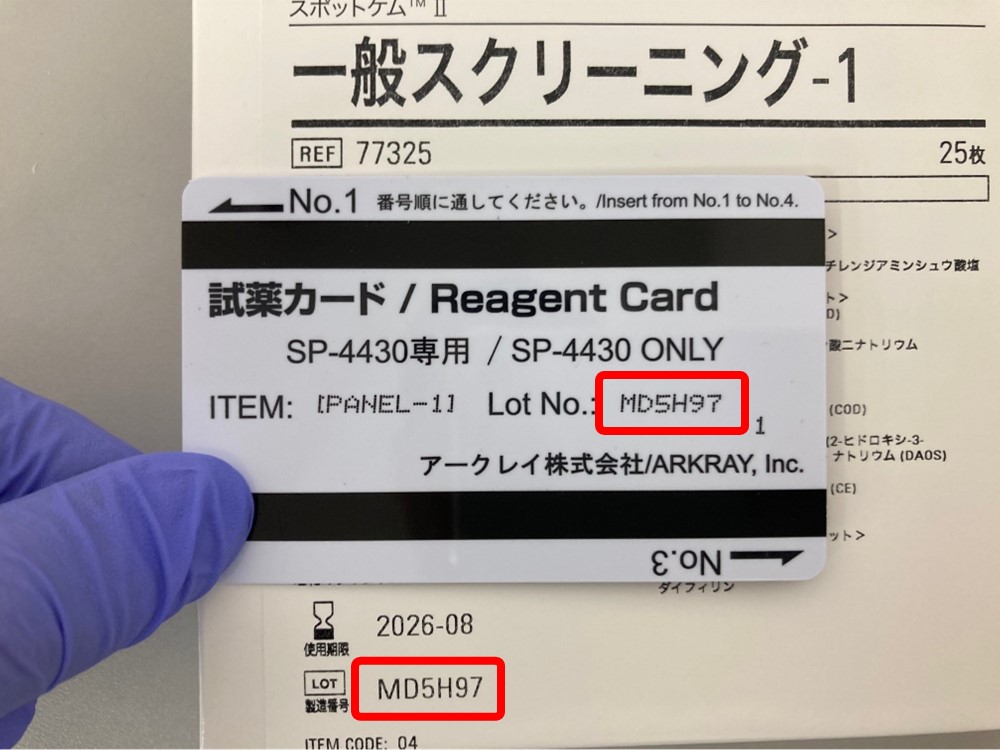 スポットケム™ II
一般スクリーニング-1
REF 77325
25枚
No.1 番号順に通してください。/Insert from No.1 to No.4.
試薬カード / Reagent Card
SP-4430専用 / SP-4430 ONLY
ITEM: [PANEL-1] Lot No.: MD5H97
1
アークレイ株式会社/ARKRAY, Inc.
No.3
>
チレンジアミンシュウ酸塩
ト>
D)
酸ニナトリウム
(COD)
(2-ヒドロキシ-3-
ナトリウム (DAOS)
(CE)
ット>
ダイフィリン
使用期限 2026-08
LOT MD5H97
製造番号
ITEM CODE: 04